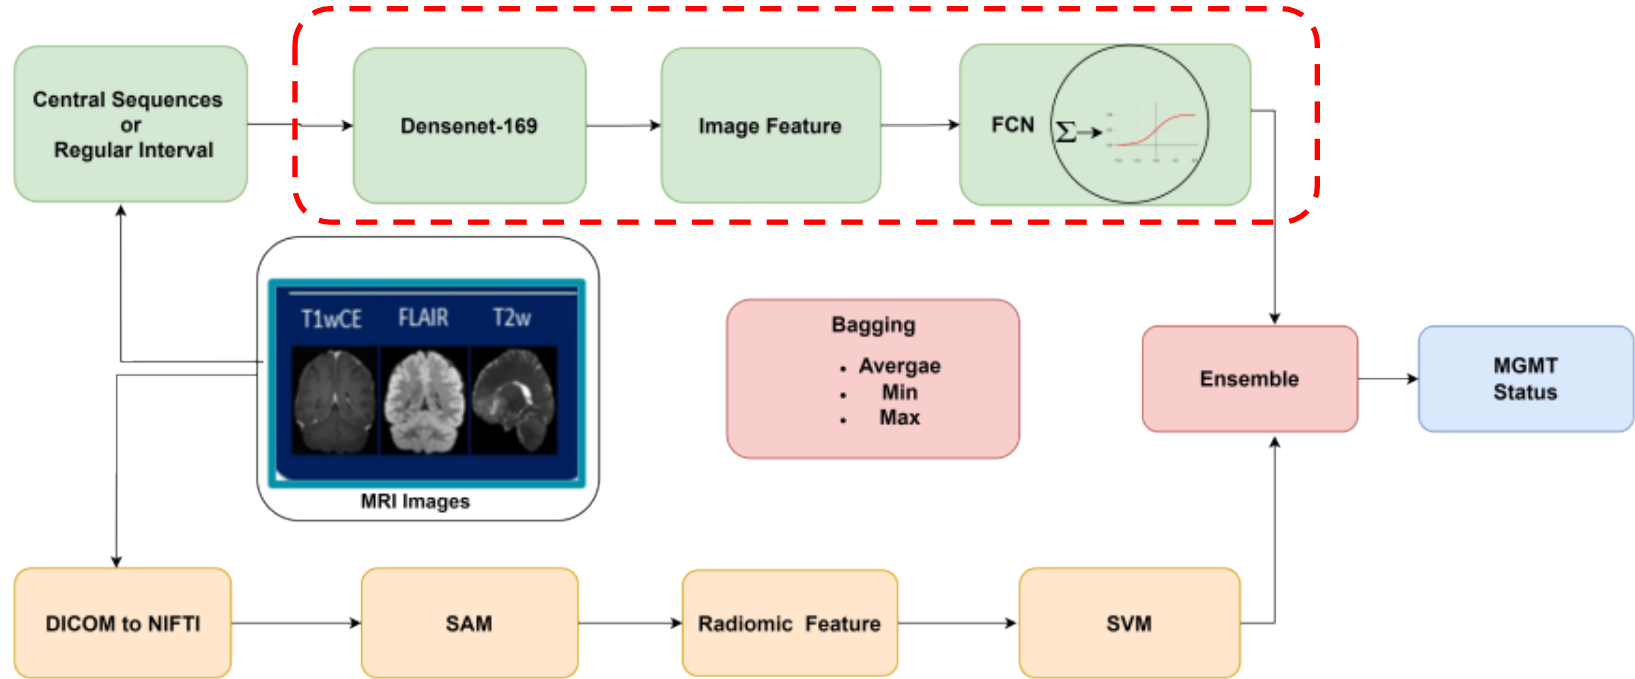 Central Sequences
or
Regular Interval
Densenet-169
Image Feature
FCN
Σ
T1wCE FLAIR T2w
MRI Images
Bagging
• Avergae
• Min
• Max
Ensemble
MGMT
Status
DICOM to NIFTI
SAM
Radiomic Feature
SVM